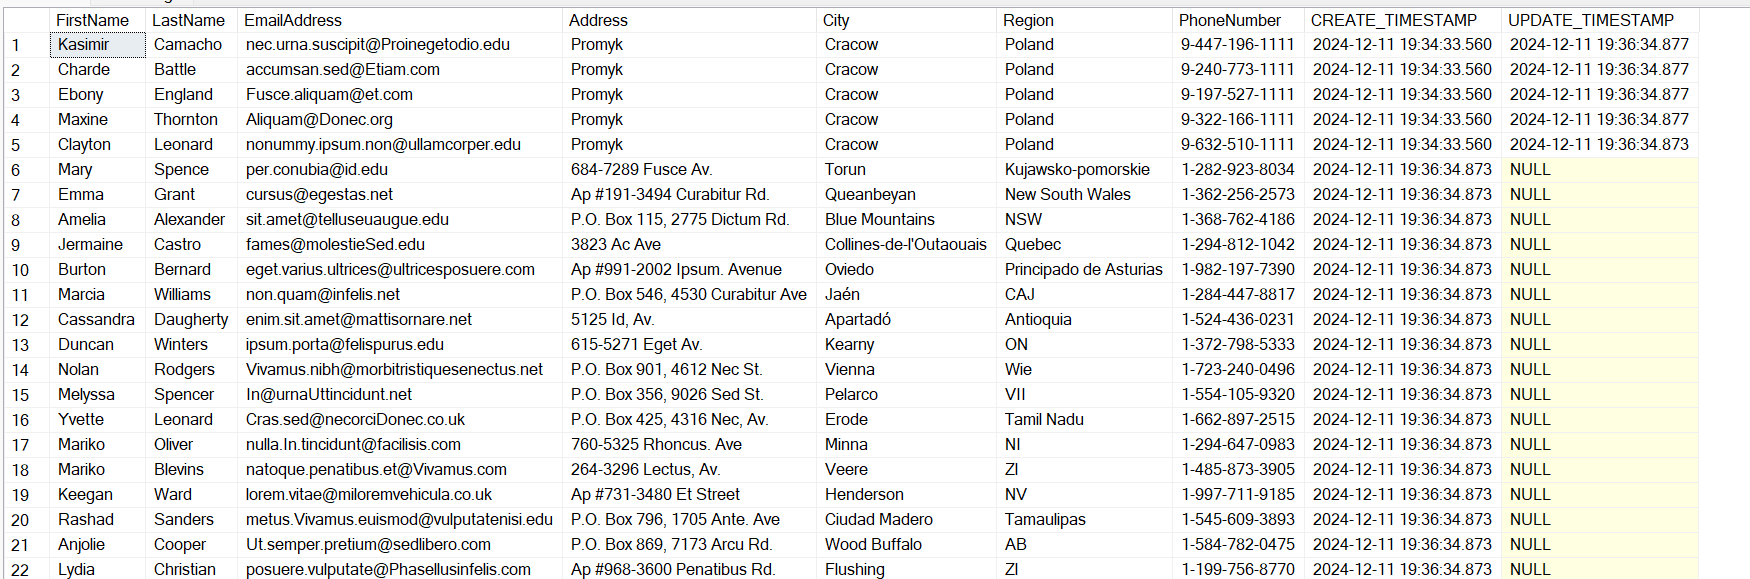 FirstName LastName EmailAddress Address City Region PhoneNumber CREATE_TIMESTAMP UPDATE_TIMESTAMP
1 Kasimir Camacho nec.urna.suscipit@Proinegetodio.edu Promyk Cracow Poland 9-447-196-1111 2024-12-11 19:34:33.560 2024-12-11 19:36:34.877
2 Charde Battle accumsan.sed@Etiam.com Promyk Cracow Poland 9-240-773-1111 2024-12-11 19:34:33.560 2024-12-11 19:36:34.877
3 Ebony England Fusce.aliquam@et.com Promyk Cracow Poland 9-197-527-1111 2024-12-11 19:34:33.560 2024-12-11 19:36:34.877
4 Maxine Thornton Aliquam@Donec.org Promyk Cracow Poland 9-322-166-1111 2024-12-11 19:34:33.560 2024-12-11 19:36:34.877
5 Clayton Leonard nonummy.ipsum.non@ullamcorper.edu Promyk Cracow Poland 9-632-510-1111 2024-12-11 19:34:33.560 2024-12-11 19:36:34.873
6 Mary Spence per.conubia@id.edu 684-7289 Fusce Av. Torun Kujawsko-pomorskie 1-282-923-8034 2024-12-11 19:36:34.873 NULL
7 Emma Grant cursus@egestas.net Ap #191-3494 Curabitur Rd. Queanbeyan New South Wales 1-362-256-2573 2024-12-11 19:36:34.873 NULL
8 Amelia Alexander sit.amet@telluseuaugue.edu P.O. Box 115, 2775 Dictum Rd. Blue Mountains NSW 1-368-762-4186 2024-12-11 19:36:34.873 NULL
9 Jermaine Castro fames@molestieSed.edu 3823 Ac Ave Collines-de-l'Outaouais Quebec 1-294-812-1042 2024-12-11 19:36:34.873 NULL
10 Burton Bernard eget.varius.ultrices@ultricesposuere.com Ap #991-2002 Ipsum. Avenue Oviedo Principado de Asturias 1-982-197-7390 2024-12-11 19:36:34.873 NULL
11 Marcia Williams non.quam@infelis.net P.O. Box 546, 4530 Curabitur Ave Jaén CAJ 1-284-447-8817 2024-12-11 19:36:34.873 NULL
12 Cassandra Daugherty enim.sit.amet@mattisornare.net 5125 Id, Av. Apartadó Antioquia 1-524-436-0231 2024-12-11 19:36:34.873 NULL
13 Duncan Winters ipsum.porta@felispurus.edu 615-5271 Eget Av. Kearny ON 1-372-798-5333 2024-12-11 19:36:34.873 NULL
14 Nolan Rodgers Vivamus.nibh@morbitristiquesenectus.net P.O. Box 901, 4612 Nec St. Vienna Wie 1-723-240-0496 2024-12-11 19:36:34.873 NULL
15 Melyssa Spencer In@urnaUttincidunt.net P.O. Box 356, 9026 Sed St. Pelarco VII 1-554-105-9320 2024-12-11 19:36:34.873 NULL
16 Yvette Leonard Cras.sed@necorciDonec.co.uk P.O. Box 425, 4316 Nec, Av. Erode Tamil Nadu 1-662-897-2515 2024-12-11 19:36:34.873 NULL
17 Mariko Oliver nulla.In.tincidunt@facilisis.com 760-5325 Rhoncus. Ave Minna NI 1-294-647-0983 2024-12-11 19:36:34.873 NULL
18 Mariko Blevins natoque.penatibus.et@Vivamus.com 264-3296 Lectus, Av. Veere ZI 1-485-873-3905 2024-12-11 19:36:34.873 NULL
19 Keegan Ward lorem.vitae@miloremvehicula.co.uk Ap #731-3480 Et Street Henderson NV 1-997-711-9185 2024-12-11 19:36:34.873 NULL
20 Rashad Sanders metus.Vivamus.euismod@vulputatenisi.edu P.O. Box 796, 1705 Ante. Ave Ciudad Madero Tamaulipas 1-545-609-3893 2024-12-11 19:36:34.873 NULL
21 Anjolie Cooper Ut.semper.pretium@sedlibero.com P.O. Box 869, 7173 Arcu Rd. Wood Buffalo AB 1-584-782-0475 2024-12-11 19:36:34.873 NULL
22 Lydia Christian posuere.vulputate@Phasellusinfelis.com Ap #968-3600 Penatibus Rd. Flushing ZI 1-199-756-8770 2024-12-11 19:36:34.873 NULL